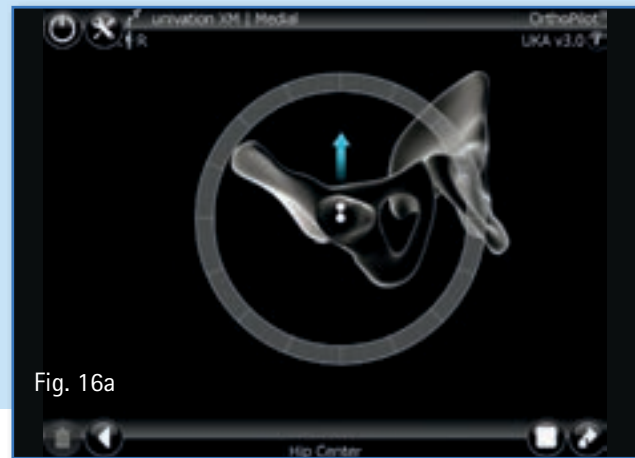 univation XM | Medial
OrthoPilot
R
UKA v3.0
Fig. 16a
Hip Center